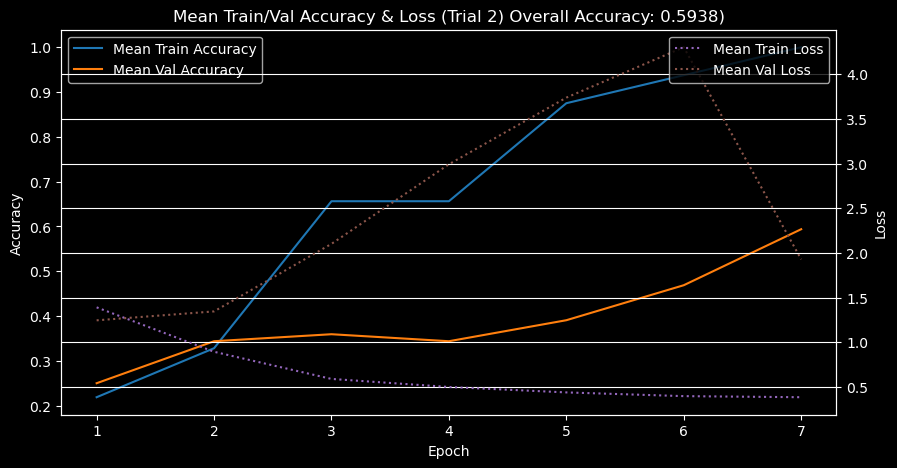 Mean Train/Val Accuracy & Loss (Trial 2) Overall Accuracy: 0.5938)
Mean Train Accuracy
Mean Val Accuracy
Mean Train Loss
Mean Val Loss
1.0
0.9
0.8
0.7
0.6
0.5
0.4
0.3
0.2
Accuracy
4.0
3.5
3.0
2.5
2.0
1.5
1.0
0.5
Loss
1 2 3 4 5 6 7
Epoch